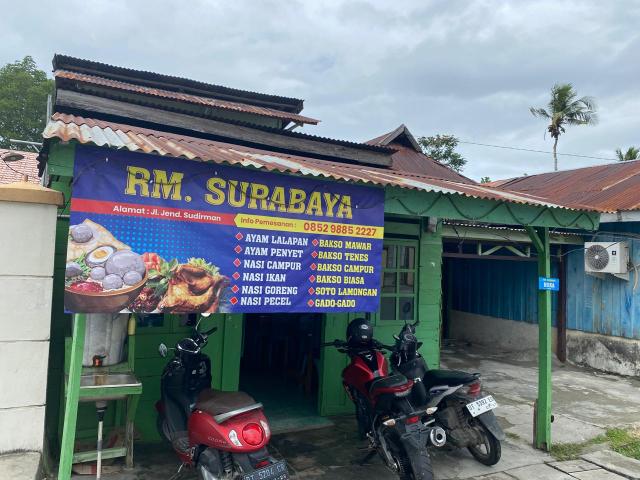 RM. SURABAYA
Alamat : Jl. Jend. Sudirman
Info Pemesanan : 0852 9885 2227
AYAM LALAPAN
AYAM PENYET
NASI CAMPUR
NASI IKAN
NASI GORENG
NASI PECEL
BAKSO MAWAR
BAKSO TENES
BAKSO CAMPUR
BAKSO BIASA
SOTO LAMONGAN
GADO-GADO
BUKA